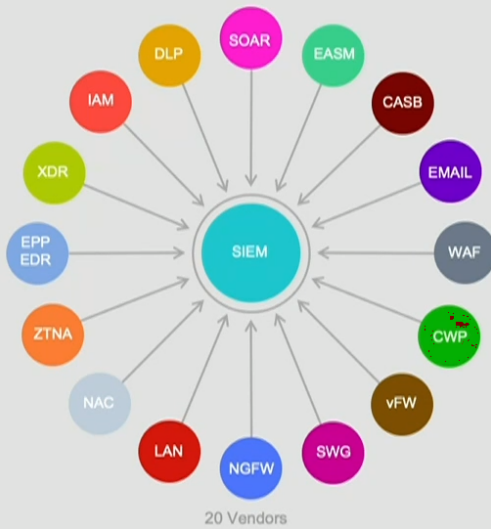 SOAR
DLP
EASM
IAM
CASB
XDR
EMAIL
EPP
EDR
SIEM
WAF
ZTNA
CWP
NAC
vFW
LAN
SWG
NGFW
20 Vendors